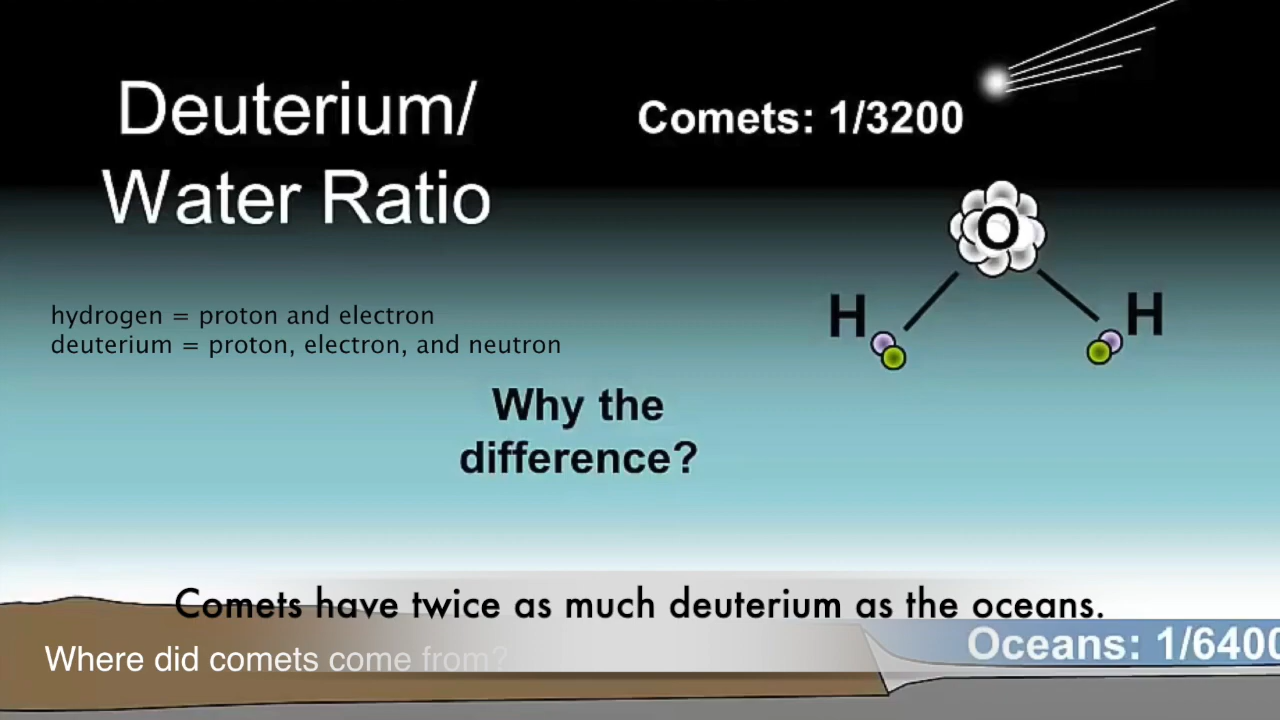 Deuterium/
Water Ratio
Comets: 1/3200
O
H
H
hydrogen = proton and electron
deuterium = proton, electron, and neutron
Why the
difference?
Comets have twice as much deuterium as the oceans.
Where did comets come from?
Oceans: 1/6400